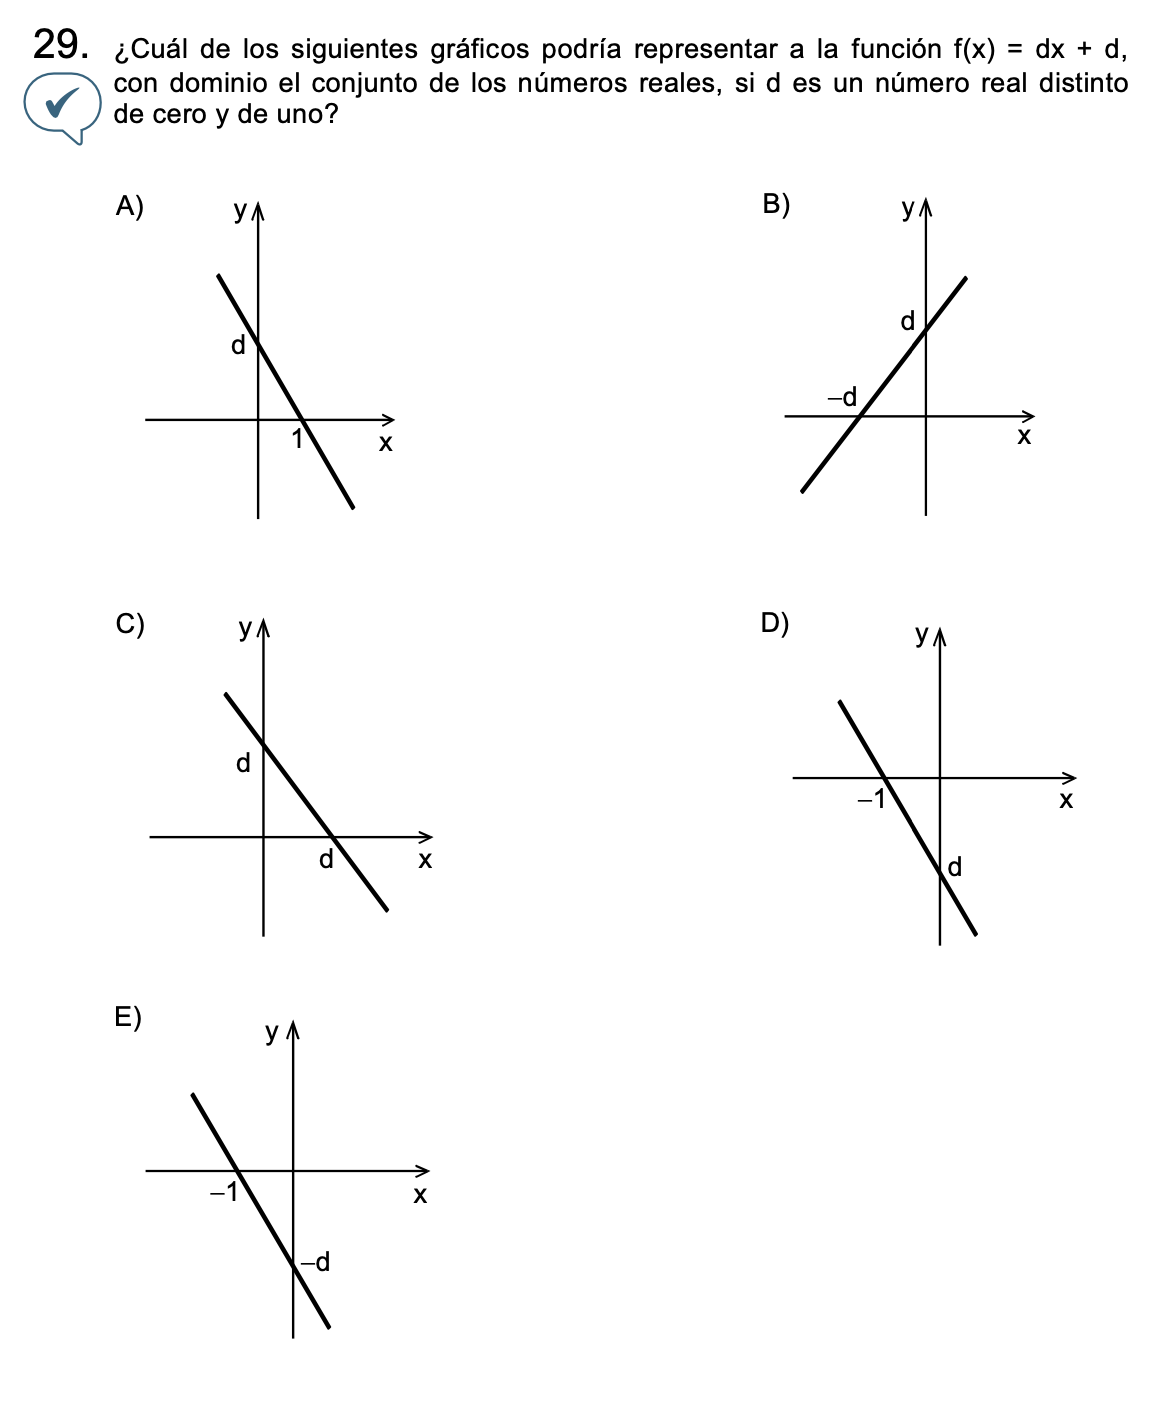 29. ¿Cuál de los siguientes gráficos podría representar a la función f(x) = dx + d,
con dominio el conjunto de los números reales, si d es un número real distinto
de cero y de uno?
A)
y
d
1
x
B)
y
d
–d
x
C)
y
d
d
x
D)
y
–1
x
d
E)
y
–1
x
–d